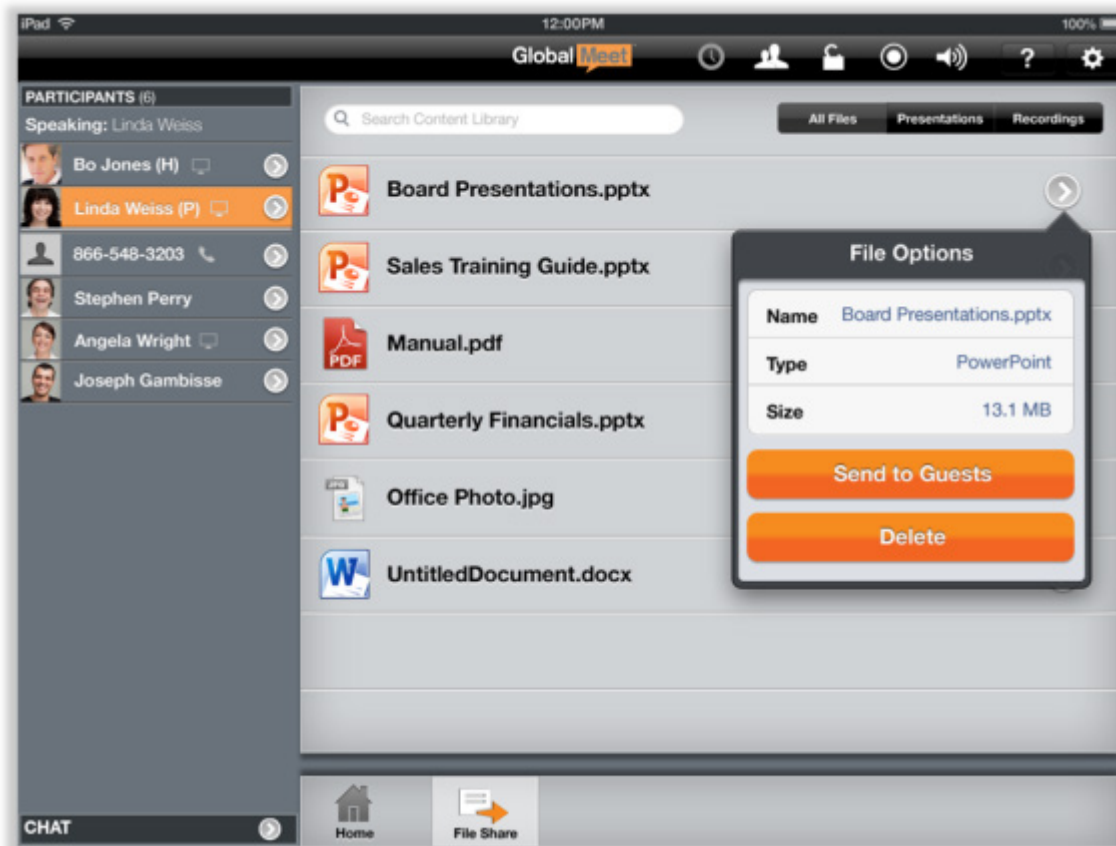 iPad 12:00PM 100%
Global Meet
?
PARTICIPANTS (6)
Speaking: Linda Weiss
Bo Jones (H)
Linda Weiss (P)
866-548-3203
Stephen Perry
Angela Wright
Joseph Gambisse
CHAT
Search Content Library
All Files Presentations Recordings
Board Presentations.pptx
Sales Training Guide.pptx
Manual.pdf
PDF
Quarterly Financials.pptx
Office Photo.jpg
UntitledDocument.docx
File Options
Name Board Presentations.pptx
Type PowerPoint
Size 13.1 MB
Send to Guests
Delete
Home File Share